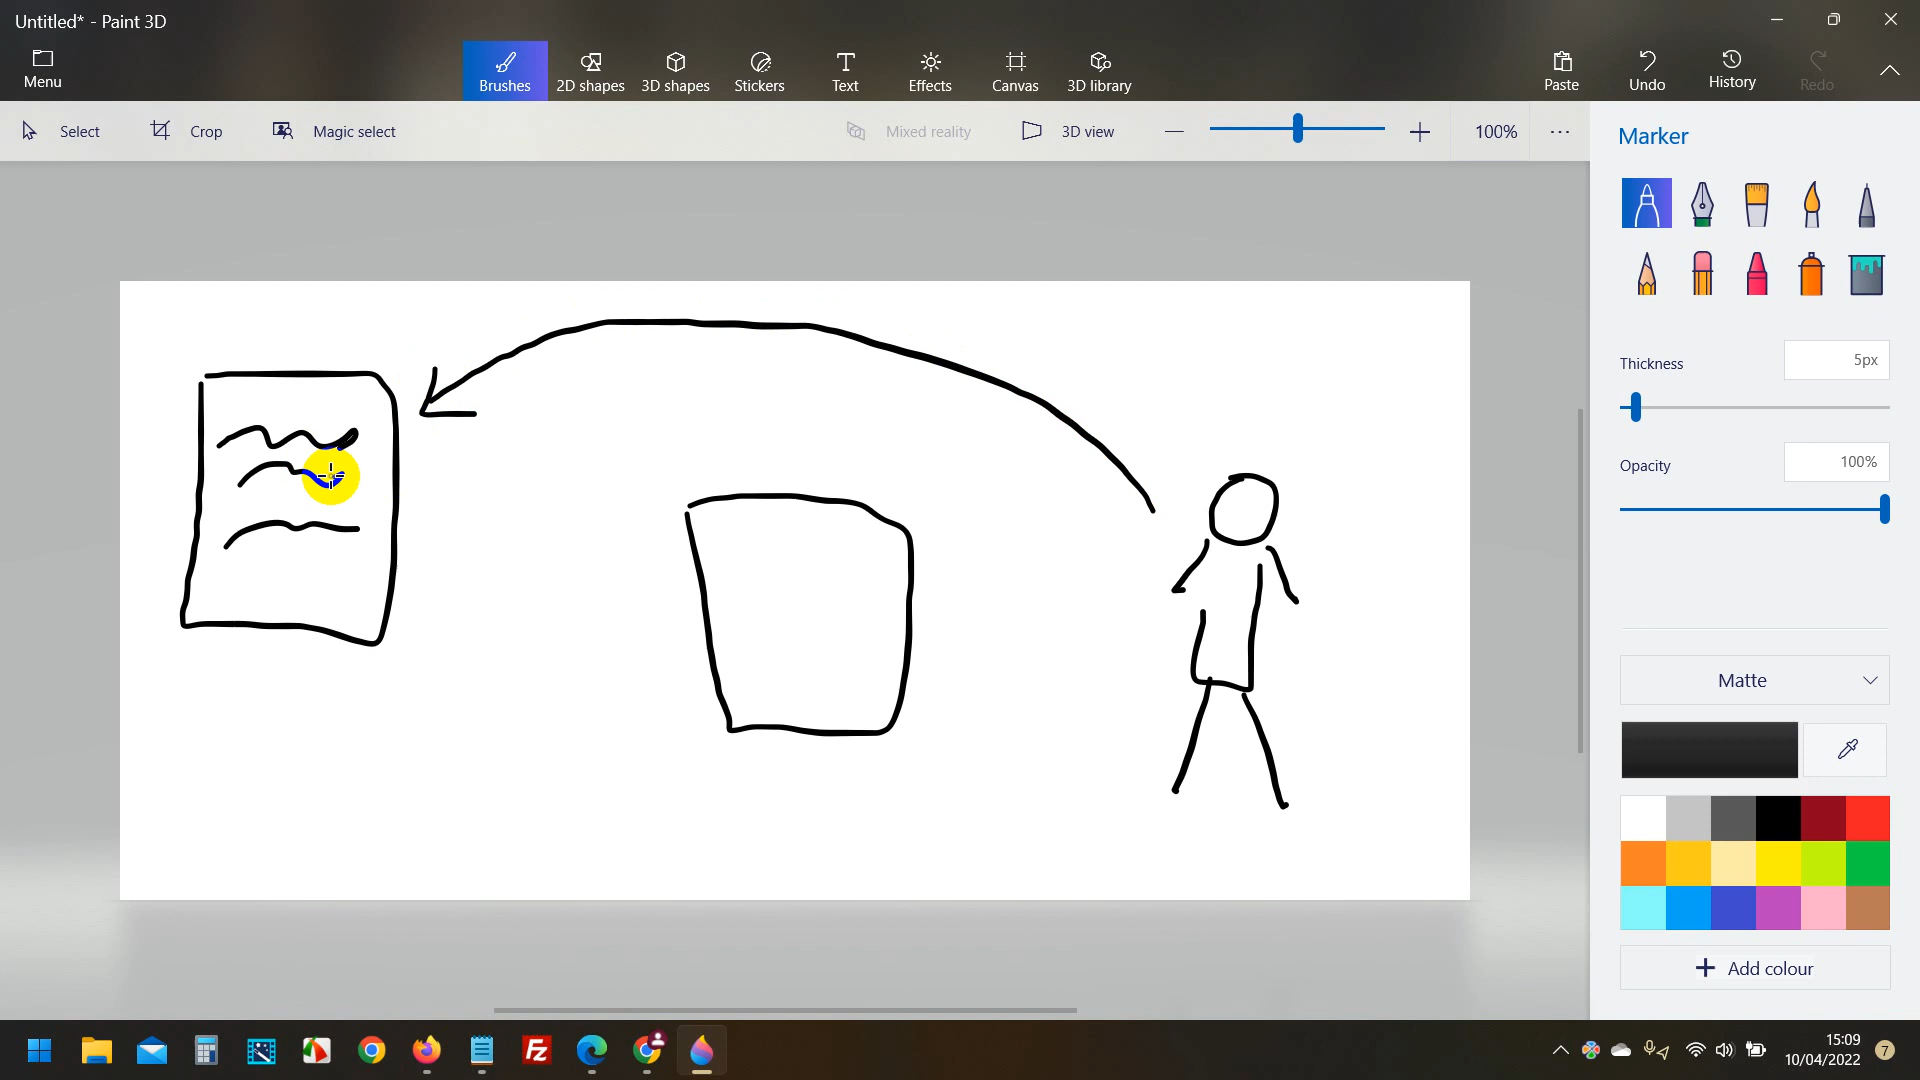 Untitled* - Paint 3D
Menu
Brushes
2D shapes
3D shapes
Stickers
Text
Effects
Canvas
3D library
Paste
Undo
History
Redo
Select
Crop
Magic select
Mixed reality
3D view
100%
Marker
Thickness
5px
Opacity
100%
Matte
Add colour
Fz
15:09
10/04/2022
7